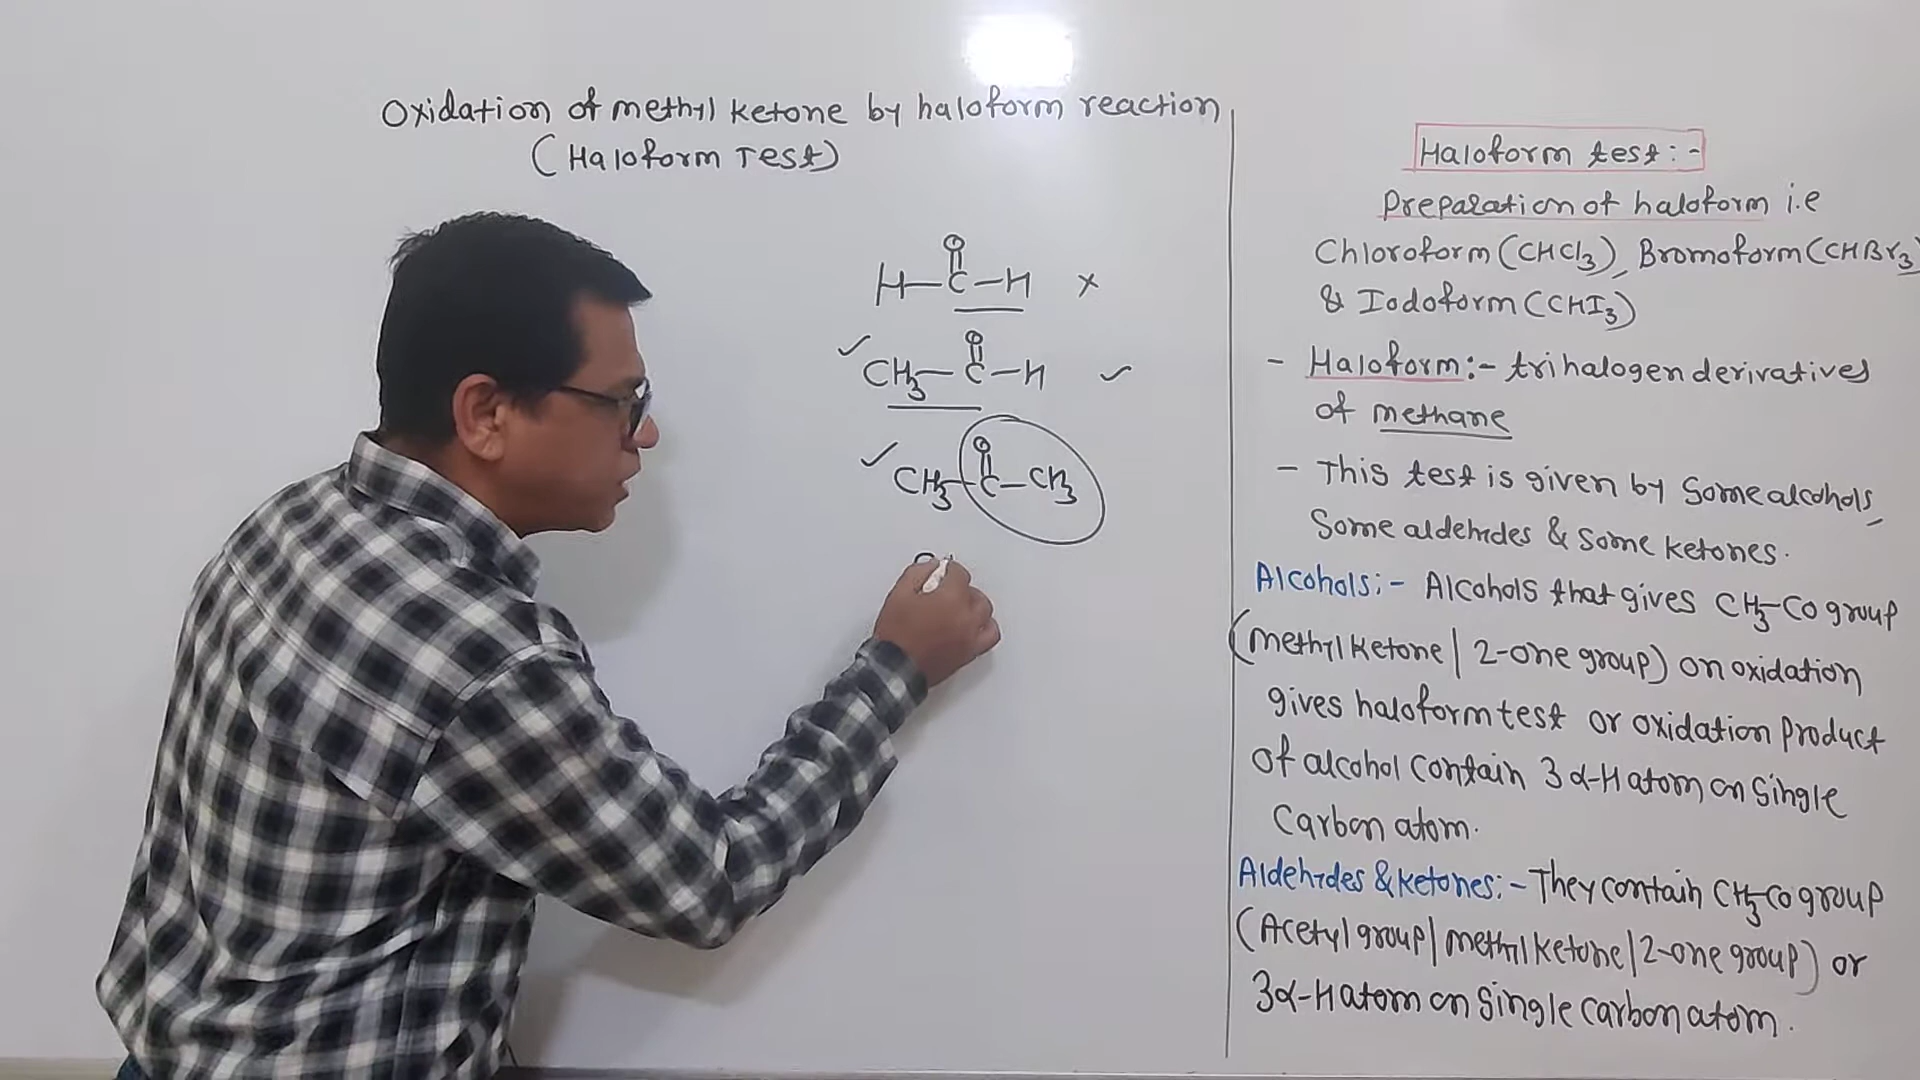 Oxidation of methyl ketone by haloform reaction
(Haloform Test)
O
H-C-H ×
O
✓ CH3-C-H ✓
O
✓ CH3-C-CH3
Haloform test:-
Preparation of haloform i.e
Chloroform(CHCl3), Bromoform(CHBr3)
& Iodoform(CHI3)
- Haloform:- trihalogen derivatives
of methane
- This test is given by some alcohols,
Some aldehydes & some ketones.
Alcohols:- Alcohols that gives CH3-CO group
(methyl ketone | 2-one group) on oxidation
gives haloform test or oxidation product
of alcohol contain 3 α-H atom on single
Carbon atom.
Aldehydes & ketones:- They contain CH3CO group
(Acetyl group | methyl ketone | 2-one group) or
3α-H atom on single carbon atom.